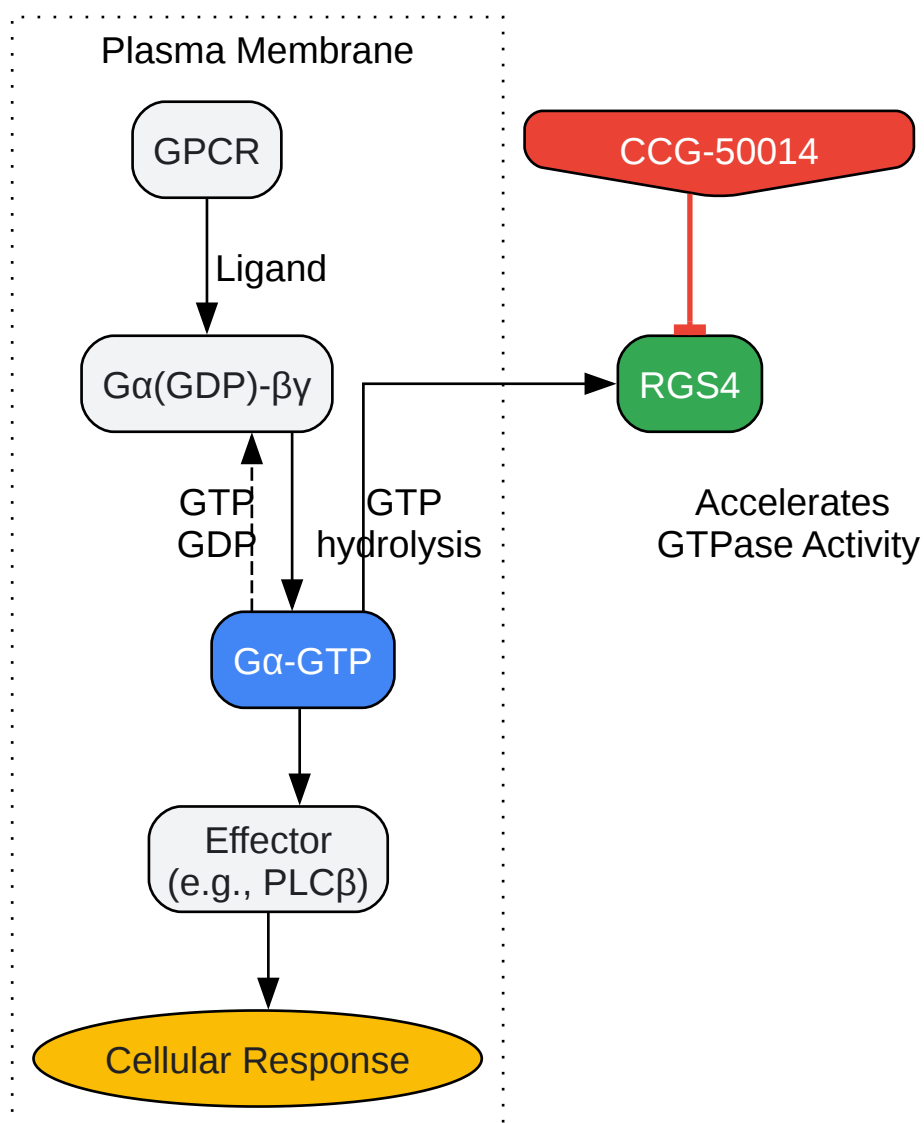 Plasma Membrane
GPCR
CCG-50014
Ligand
Gα(GDP)-βγ
RGS4
GTP
GDP
GTP
hydrolysis
Accelerates
GTPase Activity
Gα-GTP
Effector
(e.g., PLCβ)
Cellular Response